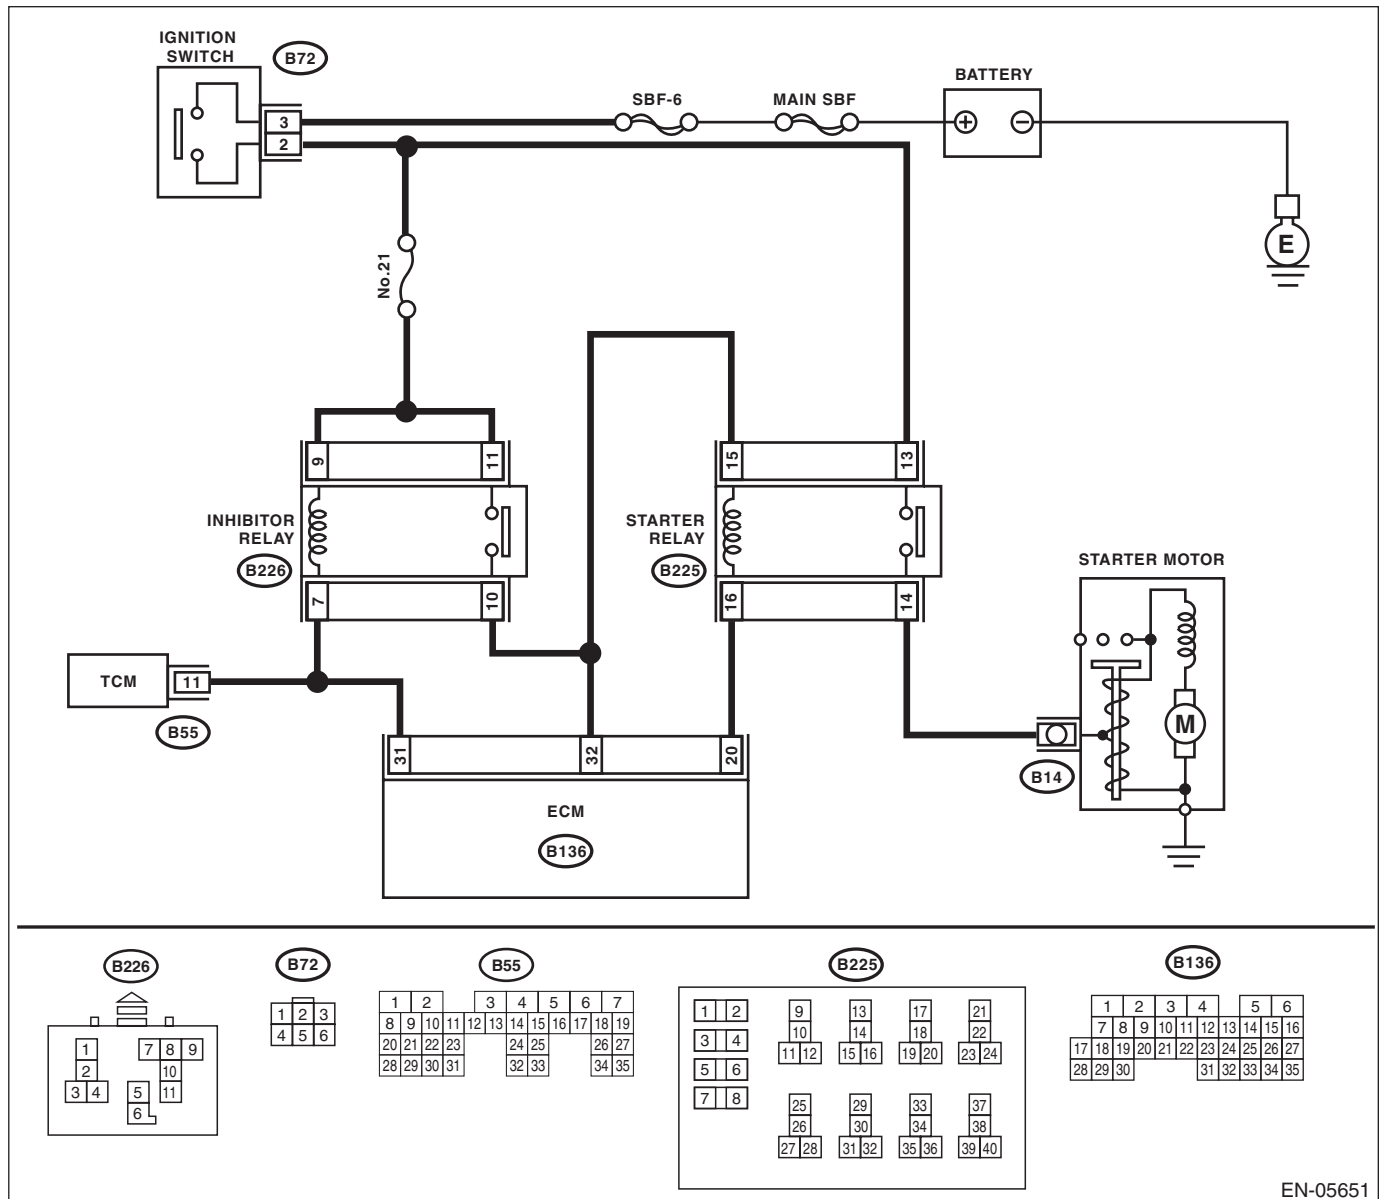 IGNITION
SWITCH
B72
3
2
SBF-6
MAIN SBF
BATTERY
+
−
E
No.21
9
11
15
13
INHIBITOR
RELAY
B226
STARTER
RELAY
B225
7
10
16
14
STARTER MOTOR
M
TCM
11
B55
B14
31
32
20
ECM
B136
B226
1
7 8 9
2
10
3 4
5
11
6
B72
1 2 3
4 5 6
B55
1 2 3 4 5 6 7
8 9 10 11 12 13 14 15 16 17 18 19
20 21 22 23 24 25 26 27
28 29 30 31 32 33 34 35
B225
1 2
3 4
5 6
7 8
9 13 17 21
10 14 18 22
11 12 15 16 19 20 23 24
25 29 33 37
26 30 34 38
27 28 31 32 35 36 39 40
B136
1 2 3 4 5 6
7 8 9 10 11 12 13 14 15 16
17 18 19 20 21 22 23 24 25 26 27
28 29 30 31 32 33 34 35
EN-05651